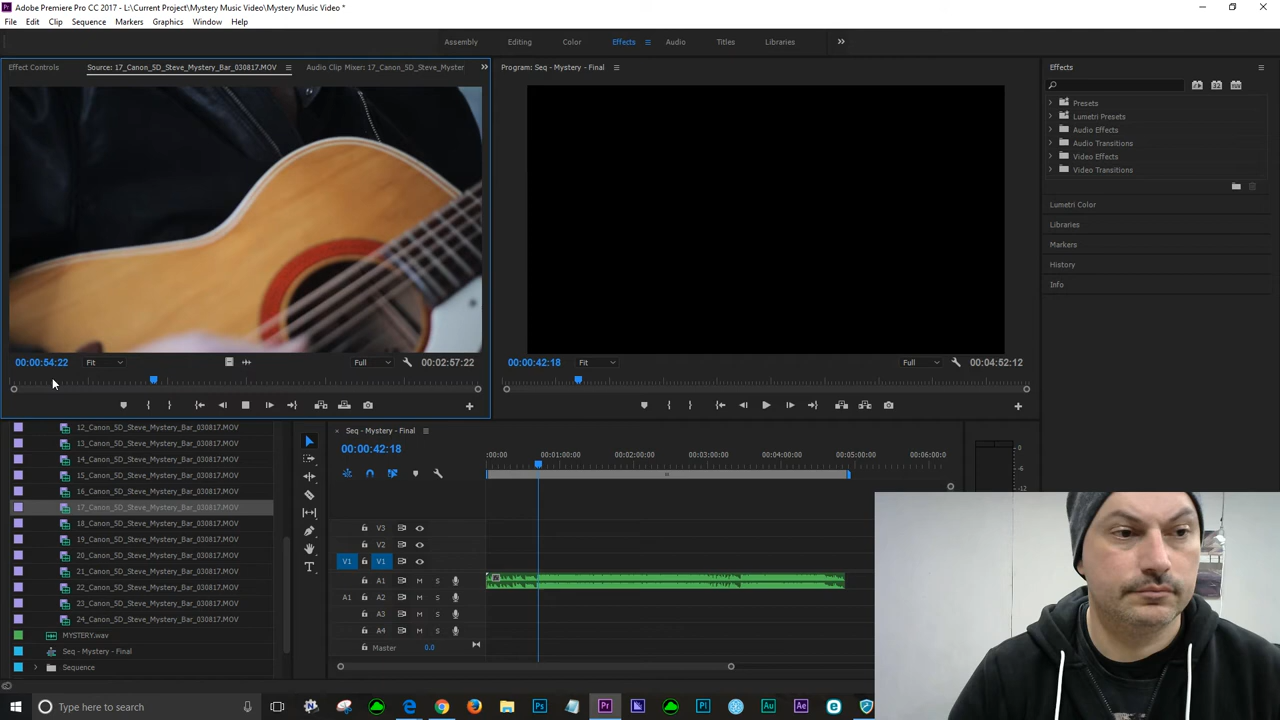 Adobe Premiere Pro CC 2017 - L:\Current Project\Mystery Music Video\Mystery Music Video *
File Edit Clip Sequence Markers Graphics Window Help
Assembly Editing Color Effects Audio Titles Libraries
Effect Controls Source: 17_Canon_5D_Steve_Mystery_Bar_030817.MOV Audio Clip Mixer: 17_Canon_5D_Steve_Myster
Program: Seq - Mystery - Final
Effects
Presets
Lumetri Presets
Audio Effects
Audio Transitions
Video Effects
Video Transitions
Lumetri Color
Libraries
Markers
History
Info
00:00:54:22 Fit Full 00:02:57:22
00:00:42:18 Fit Full 00:04:52:12
12_Canon_5D_Steve_Mystery_Bar_030817.MOV
13_Canon_5D_Steve_Mystery_Bar_030817.MOV
14_Canon_5D_Steve_Mystery_Bar_030817.MOV
15_Canon_5D_Steve_Mystery_Bar_030817.MOV
16_Canon_5D_Steve_Mystery_Bar_030817.MOV
17_Canon_5D_Steve_Mystery_Bar_030817.MOV
18_Canon_5D_Steve_Mystery_Bar_030817.MOV
19_Canon_5D_Steve_Mystery_Bar_030817.MOV
20_Canon_5D_Steve_Mystery_Bar_030817.MOV
21_Canon_5D_Steve_Mystery_Bar_030817.MOV
22_Canon_5D_Steve_Mystery_Bar_030817.MOV
23_Canon_5D_Steve_Mystery_Bar_030817.MOV
24_Canon_5D_Steve_Mystery_Bar_030817.MOV
MYSTERY.wav
Seq - Mystery - Final
Sequence
Seq - Mystery - Final
00:00:42:18
:00:00 00:01:00:00 00:02:00:00 00:03:00:00 00:04:00:00 00:05:00:00 00:06:00:00
V3
V2
V1 V1
A1 M S
A1 A2 M S
A3 M S
A4 M S
Master 0.0
0
-6
-12
Type here to search
Ps Pr Pl Au Ae